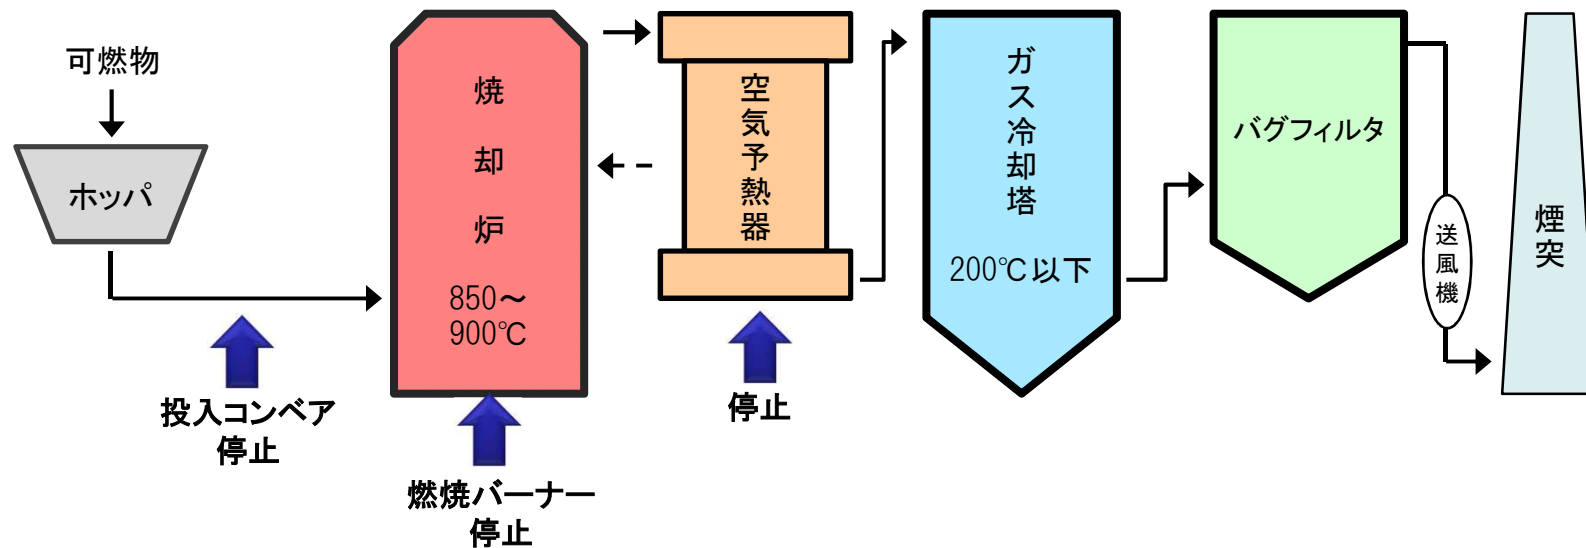 可燃物
ホッパ
投入コンベア
停止
焼却炉
850～
900℃
燃焼バーナー
停止
空気予熱器
停止
ガス冷却塔
200℃以下
バグフィルタ
送風機
煙突